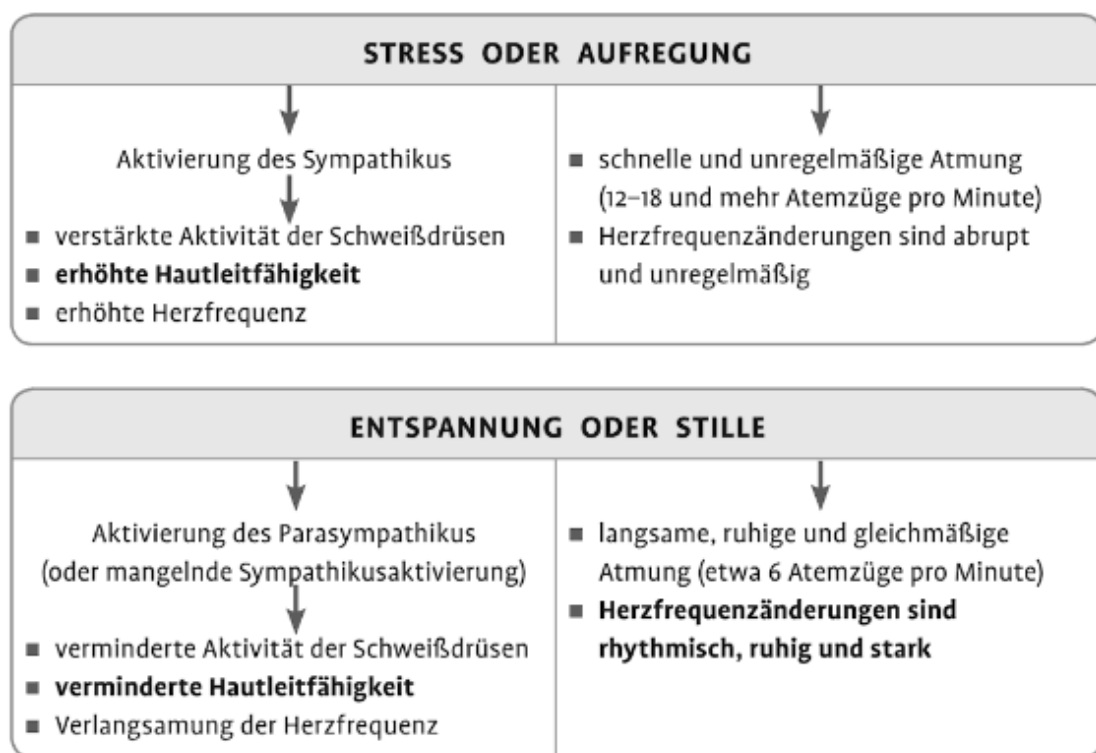 STRESS ODER AUFREGUNG
Aktivierung des Sympathikus
■ verstärkte Aktivität der Schweißdrüsen
■ erhöhte Hautleitfähigkeit
■ erhöhte Herzfrequenz
■ schnelle und unregelmäßige Atmung
(12–18 und mehr Atemzüge pro Minute)
■ Herzfrequenzänderungen sind abrupt
und unregelmäßig
ENTSPANNUNG ODER STILLE
Aktivierung des Parasympathikus
(oder mangelnde Sympathikusaktivierung)
■ verminderte Aktivität der Schweißdrüsen
■ verminderte Hautleitfähigkeit
■ Verlangsamung der Herzfrequenz
■ langsame, ruhige und gleichmäßige
Atmung (etwa 6 Atemzüge pro Minute)
■ Herzfrequenzänderungen sind
rhythmisch, ruhig und stark